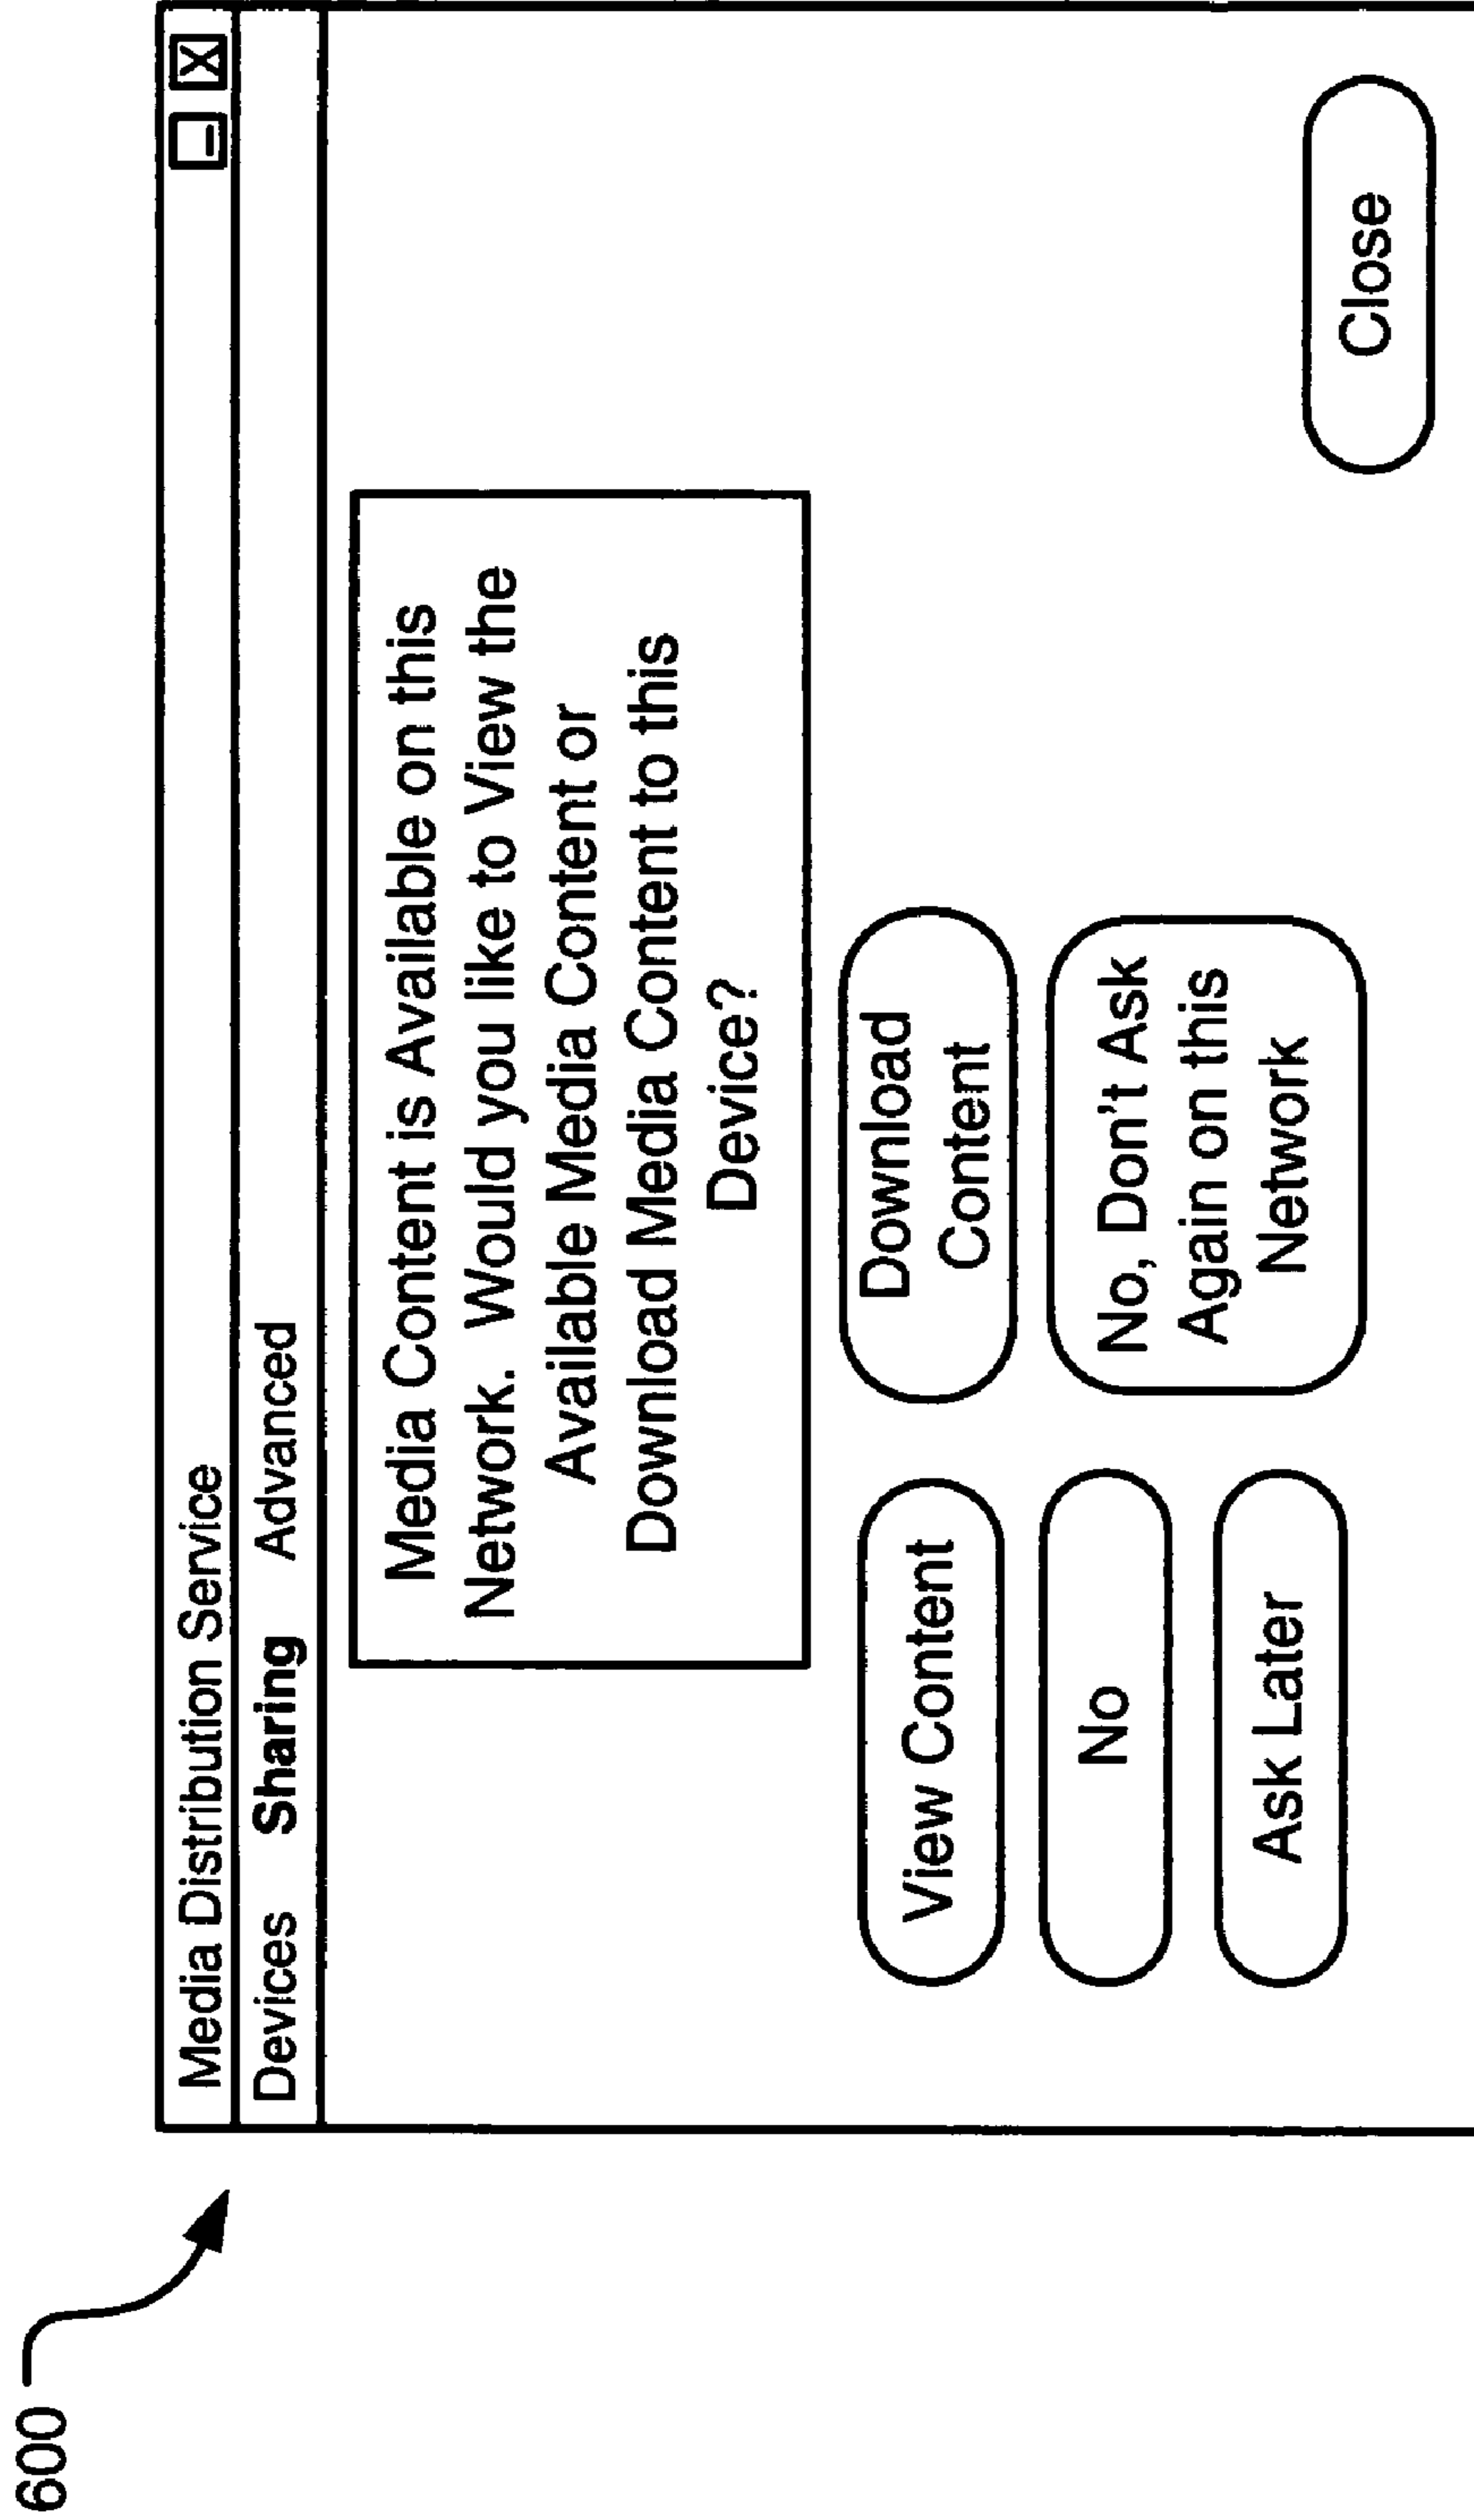 600
Media Distribution Service
Devices Sharing Advanced
Media Content is Available on this
Network. Would you like to View the
Available Media Content or
Download Media Content to this
Device?
View Content
Download
Content
No
No, Don't Ask
Again on this
Network
Ask Later
Close